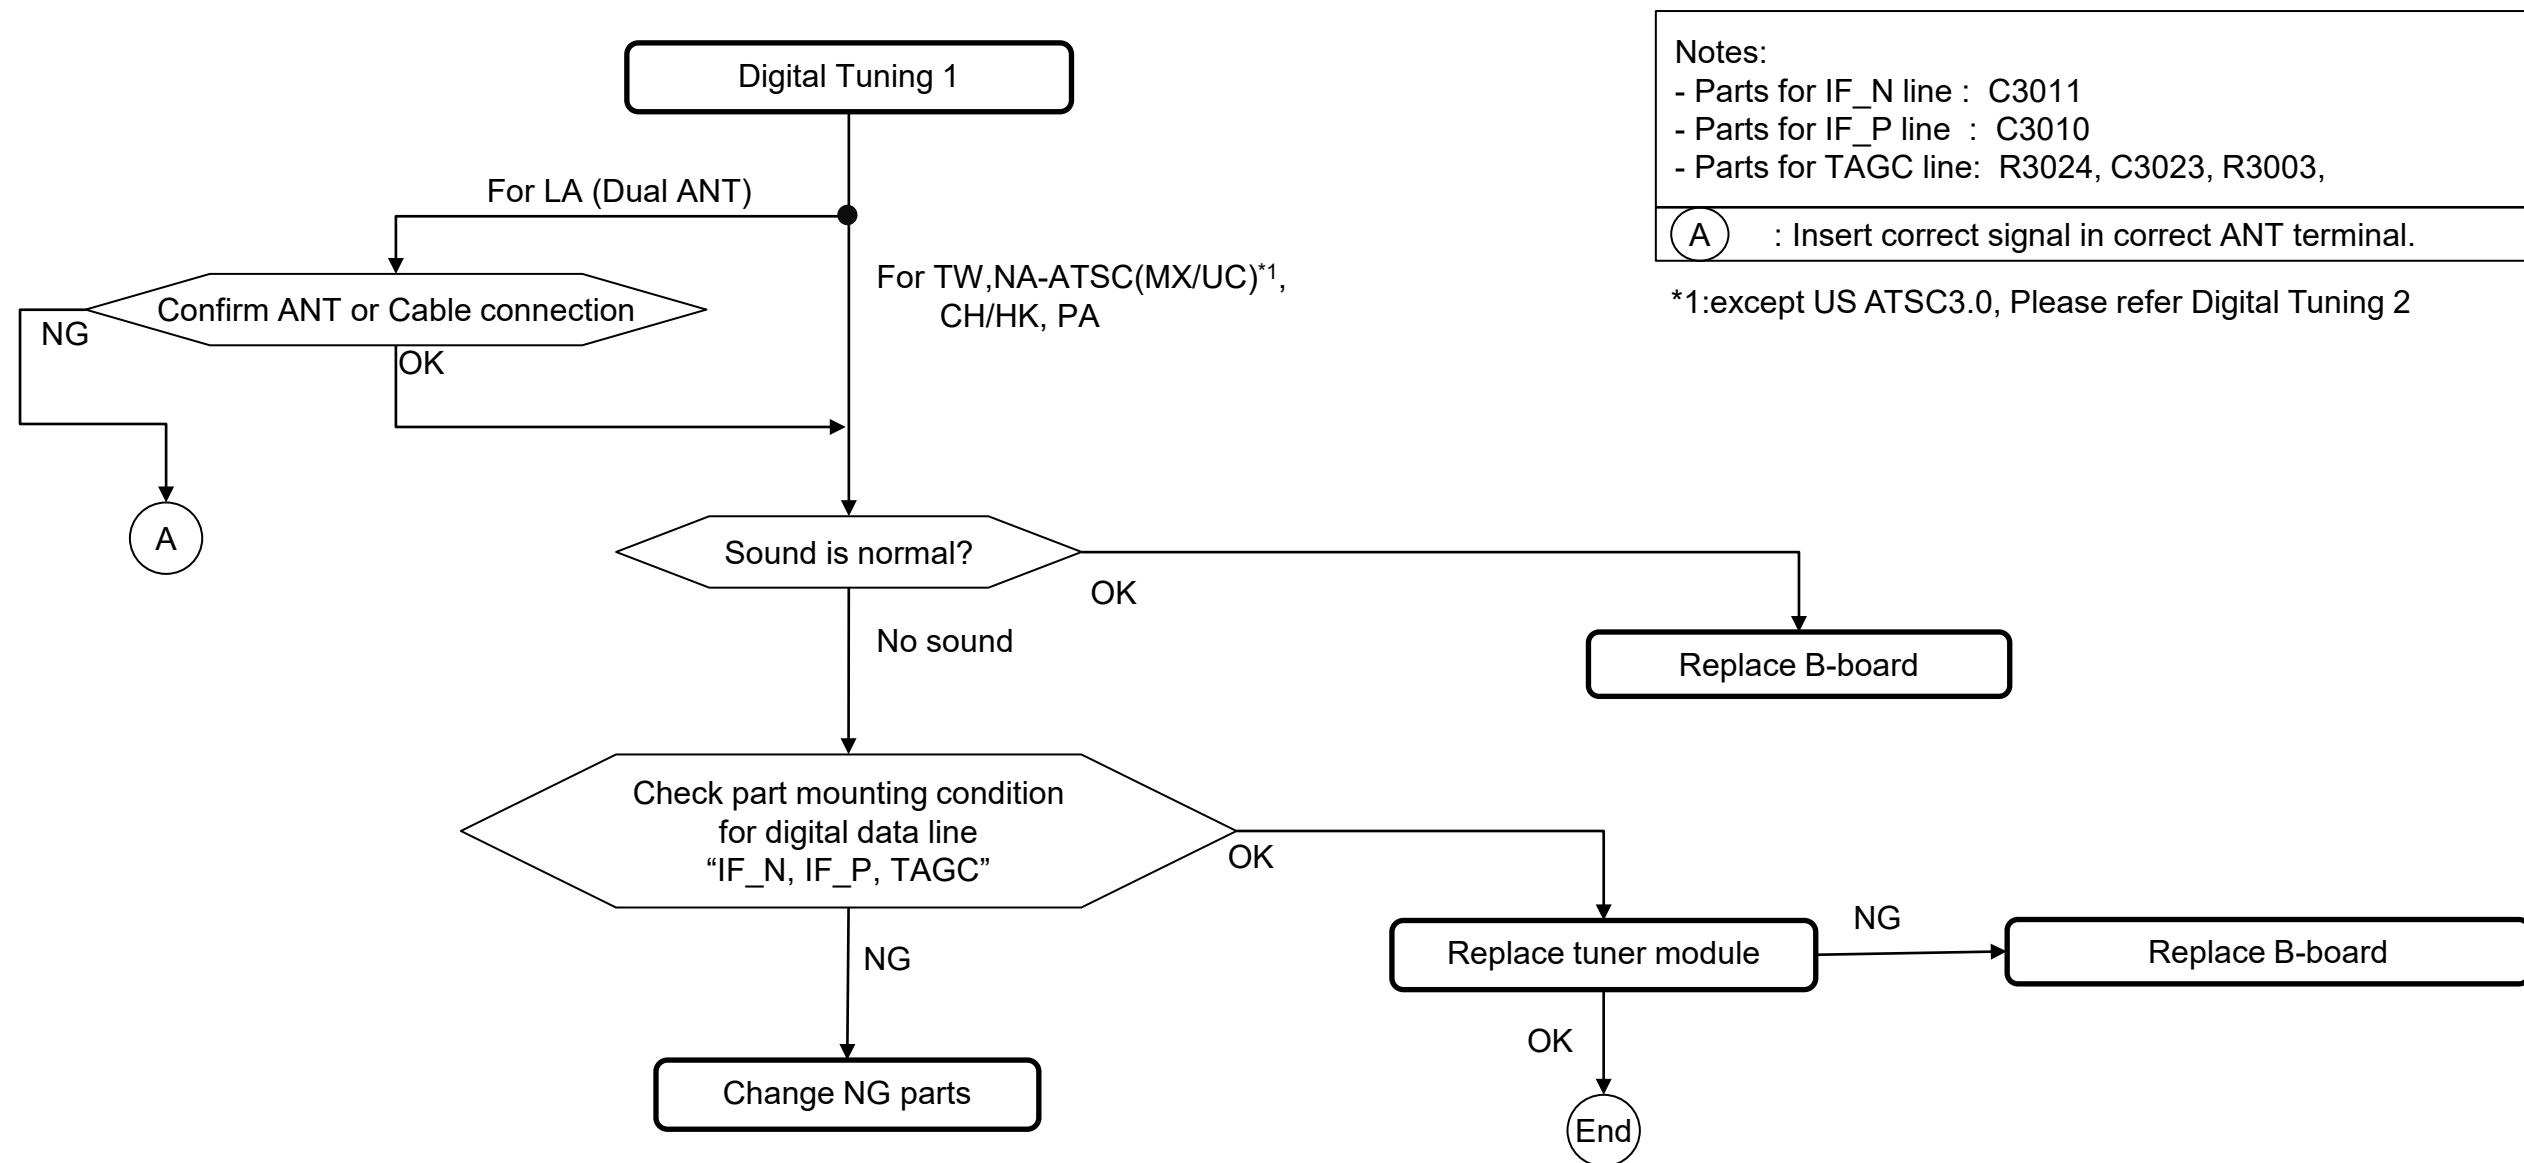 Digital Tuning 1
Notes:
- Parts for IF_N line : C3011
- Parts for IF_P line : C3010
- Parts for TAGC line: R3024, C3023, R3003,
A : Insert correct signal in correct ANT terminal.
*1:except US ATSC3.0, Please refer Digital Tuning 2
For LA (Dual ANT)
For TW,NA-ATSC(MX/UC)*1,
CH/HK, PA
Confirm ANT or Cable connection
NG
OK
A
Sound is normal?
OK
No sound
Replace B-board
Check part mounting condition
for digital data line
“IF_N, IF_P, TAGC”
OK
NG
Replace tuner module
NG
Replace B-board
OK
Change NG parts
End